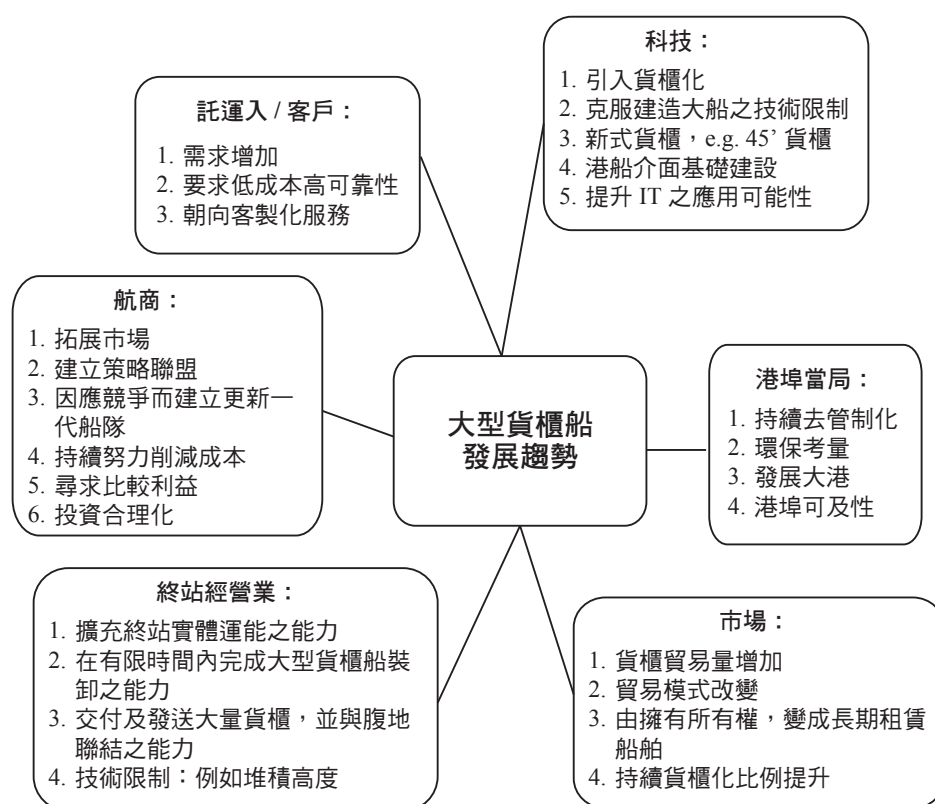 科技：
1. 引入貨櫃化
2. 克服建造大船之技術限制
3. 新式貨櫃，e.g. 45’ 貨櫃
4. 港船介面基礎建設
5. 提升 IT 之應用可能性
託運入 / 客戶：
1. 需求增加
2. 要求低成本高可靠性
3. 朝向客製化服務
航商：
1. 拓展市場
2. 建立策略聯盟
3. 因應競爭而建立更新一
代船隊
4. 持續努力削減成本
5. 尋求比較利益
6. 投資合理化
大型貨櫃船
發展趨勢
港埠當局：
1. 持續去管制化
2. 環保考量
3. 發展大港
4. 港埠可及性
終站經營業：
1. 擴充終站實體運能之能力
2. 在有限時間內完成大型貨櫃船裝
卸之能力
3. 交付及發送大量貨櫃，並與腹地
聯結之能力
4. 技術限制：例如堆積高度
市場：
1. 貨櫃貿易量增加
2. 貿易模式改變
3. 由擁有所有權，變成長期租賃
船舶
4. 持續貨櫃化比例提升